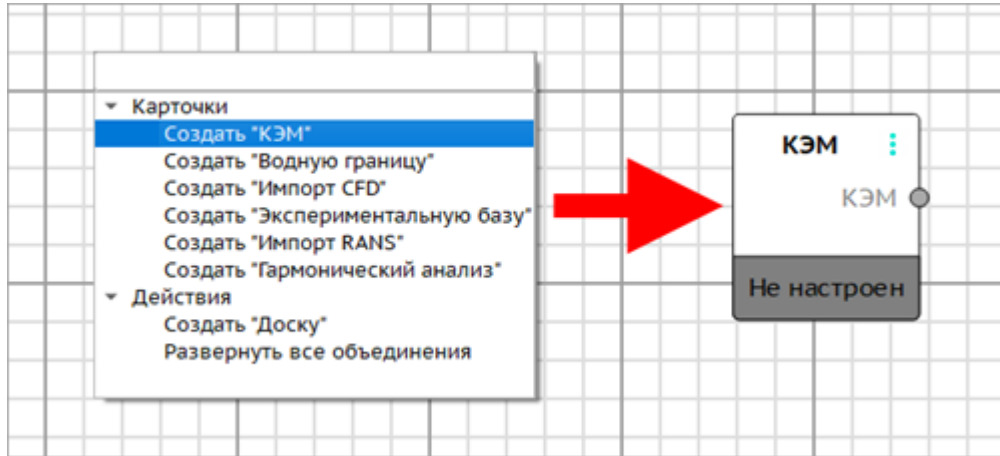 Карточки
Создать "КЭМ"
Создать "Водную границу"
Создать "Импорт CFD"
Создать "Экспериментальную базу"
Создать "Импорт RANS"
Создать "Гармонический анализ"
Действия
Создать "Доску"
Развернуть все объединения
КЭМ
КЭМ
Не настроен